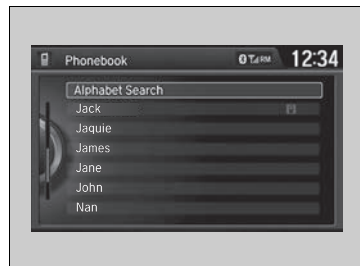 Phonebook 12:34
Alphabet Search
Jack
Jaquie
James
Jane
John
Nan